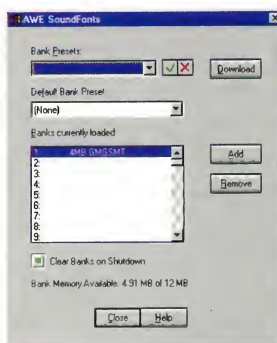 AWE SoundFonts
Bank Presets:
Download
Default Bank Preset
(None)
Banks currently loaded
1: 4MB GMGSMT
2:
3:
4:
5:
6:
7:
8:
9:
Add
Remove
Clear Banks on Shutdown
Bank Memory Available: 4.91 MB of 12 MB
Close
Help